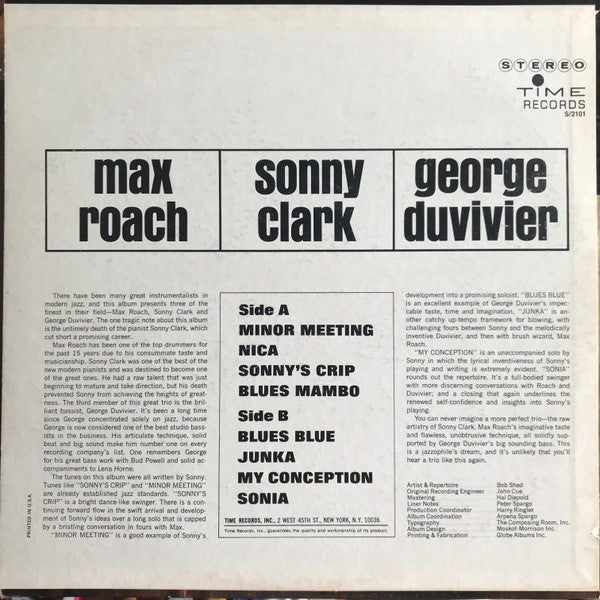 STEREO
TIME
RECORDS
S/2101
max
roach
sonny
clark
george
duvivier
There have been many great instrumentalists in
modern jazz, and this album presents three of the
finest in their field—Max Roach, Sonny Clark and
George Duvivier. The one tragic note about this album
is the untimely death of the pianist Sonny Clark, which
cut short a promising career.
Max Roach has been one of the top drummers for
the past 15 years due to his consummate taste and
musicianship. Sonny Clark was one of the best of the
new modern pianists and was destined to become one
of the great ones. He had a raw talent that was just
beginning to mature and take direction, but his death
prevented Sonny from achieving the heights of great-
ness. The third member of this great trio is the bril-
liant bassist, George Duvivier. It's been a long time
since George concentrated solely on jazz, because
George is now considered one of the best studio bass-
ists in the business. His articulate technique, solid
beat and big sound make him number one on every
recording company's list. One remembers George
for his great work with Bud Powell and solid ac-
companiments to Lena Horne.
The tunes on this album were all written by Sonny.
Tunes like "SONNY'S CRIP" and "MINOR MEETING"
are already established jazz standards. "SONNY'S
CRIP" is a bright dance-like swinger. There is a con-
tinuing forward flow in the swift arrival and develop-
ment of Sonny's ideas over a long solo that is capped
by a bristling conversation in fours with Max.
"MINOR MEETING" is a good example of Sonny's
PRINTED IN U.S.A.
Side A
MINOR MEETING
NICA
SONNY'S CRIP
BLUES MAMBO
Side B
BLUES BLUE
JUNKA
MY CONCEPTION
SONIA
TIME RECORDS, INC., 2 WEST 45TH ST., NEW YORK, N.Y. 10036
Time Records, Inc., guarantees the quality and workmanship of its product.
development into a promising soloist. "BLUES BLUE"
is an excellent example of George Duvivier's impec-
cable taste, time and imagination. "JUNKA" is an-
other catchy up-tempo framework for blowing, with
challenging fours between Sonny and the melodically
inventive Duvivier; and then with brush wizard, Max
Roach.
"MY CONCEPTION" is an unaccompanied solo by
Sonny in which the lyrical inventiveness of Sonny's
playing and writing is extremely evident. "SONIA"
rounds out the repertoire. It's a full-bodied swinger
with more discerning conversations with Roach and
Duvivier; and a closing that again underlines the
renewed self-confidence and insights into Sonny's
playing.
You can never imagine a more perfect trio—the raw
artistry of Sonny Clark, Max Roach's imaginative taste
and flawless, unobtrusive technique, all solidly sup-
ported by George Duvivier's big sounding bass. This
is a jazzophile's dream, and it's unlikely that you'll
hear a trio like this again.
Artist & Repertoire Bob Shad
Original Recording Engineer John Cue
Mastering Hal Diepold
Liner Notes Peter Spargo
Production Coordinator Harry Ringler
Album Coordination Arpena Spargo
Typography The Composing Room, Inc.
Album Design Moskof-Morrison Inc.
Printing & Fabrication Globe Albums Inc.